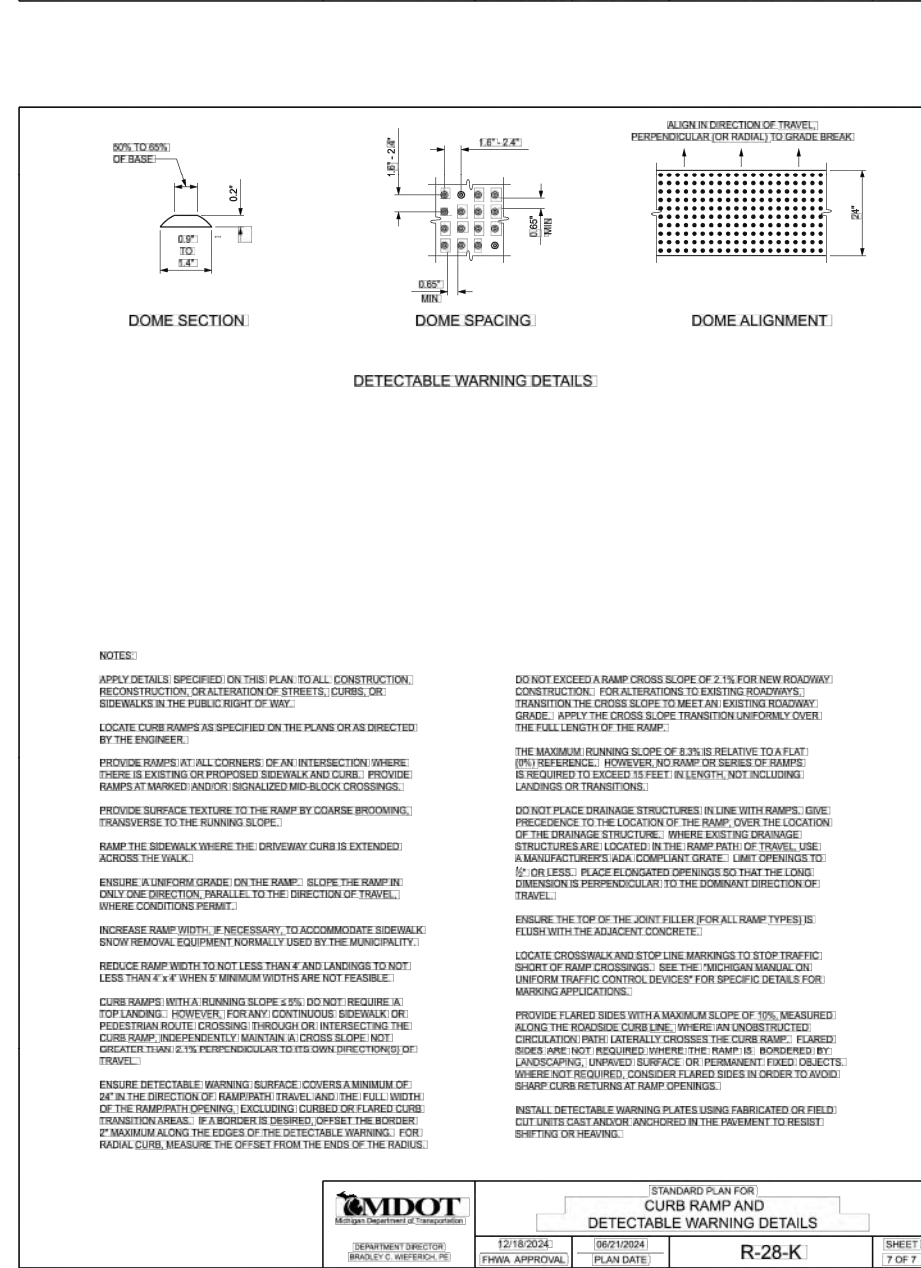 50% TO 65%
OF BASE
0.2"
0.9"
TO
1.4"
DOME SECTION
1.6" - 2.4"
1.6" - 2.4"
0.65"
MIN
0.65"
MIN
DOME SPACING
ALIGN IN DIRECTION OF TRAVEL,
PERPENDICULAR (OR RADIAL) TO GRADE BREAK
24"
DOME ALIGNMENT
DETECTABLE WARNING DETAILS
NOTES:
APPLY DETAILS SPECIFIED ON THIS PLAN TO ALL CONSTRUCTION,
RECONSTRUCTION, OR ALTERATION OF STREETS, CURBS, OR
SIDEWALKS IN THE PUBLIC RIGHT OF WAY.
LOCATE CURB RAMPS AS SPECIFIED ON THE PLANS OR AS DIRECTED
BY THE ENGINEER.
PROVIDE RAMPS AT ALL CORNERS OF AN INTERSECTION WHERE
THERE IS EXISTING OR PROPOSED SIDEWALK AND CURB. PROVIDE
RAMPS AT MARKED AND/OR SIGNALIZED MID-BLOCK CROSSINGS.
PROVIDE SURFACE TEXTURE TO THE RAMP BY COARSE BROOMING,
TRANSVERSE TO THE RUNNING SLOPE.
RAMP THE SIDEWALK WHERE THE DRIVEWAY CURB IS EXTENDED
ACROSS THE WALK.
ENSURE A UNIFORM GRADE ON THE RAMP. SLOPE THE RAMP IN
ONLY ONE DIRECTION, PARALLEL TO THE DIRECTION OF TRAVEL,
WHERE CONDITIONS PERMIT.
INCREASE RAMP WIDTH, IF NECESSARY, TO ACCOMMODATE SIDEWALK
SNOW REMOVAL EQUIPMENT NORMALLY USED BY THE MUNICIPALITY.
REDUCE RAMP WIDTH TO NOT LESS THAN 4' AND LANDINGS TO NOT
LESS THAN 4' x 4' WHEN 5' MINIMUM WIDTHS ARE NOT FEASIBLE.
CURB RAMPS WITH A RUNNING SLOPE ≤ 5% DO NOT REQUIRE A
TOP LANDING. HOWEVER, FOR ANY CONTINUOUS SIDEWALK OR
PEDESTRIAN ROUTE CROSSING THROUGH OR INTERSECTING THE
CURB RAMP, INDEPENDENTLY MAINTAIN A CROSS SLOPE NOT
GREATER THAN 2.1% PERPENDICULAR TO ITS OWN DIRECTION(S) OF
TRAVEL.
ENSURE DETECTABLE WARNING SURFACE COVERS A MINIMUM OF
24" IN THE DIRECTION OF RAMP/PATH TRAVEL AND THE FULL WIDTH
OF THE RAMP/PATH OPENING, EXCLUDING CURBED OR FLARED CURB
TRANSITION AREAS. IF A BORDER IS DESIRED, OFFSET THE BORDER
2" MAXIMUM ALONG THE EDGES OF THE DETECTABLE WARNING. FOR
RADIAL CURB, MEASURE THE OFFSET FROM THE ENDS OF THE RADIUS.
DO NOT EXCEED A RAMP CROSS SLOPE OF 2.1% FOR NEW ROADWAY
CONSTRUCTION. FOR ALTERATIONS TO EXISTING ROADWAYS,
TRANSITION THE CROSS SLOPE TO MEET AN EXISTING ROADWAY
GRADE. APPLY THE CROSS SLOPE TRANSITION UNIFORMLY OVER
THE FULL LENGTH OF THE RAMP.
THE MAXIMUM RUNNING SLOPE OF 8.3% IS RELATIVE TO A FLAT
(0%) REFERENCE. HOWEVER, NO RAMP OR SERIES OF RAMPS
IS REQUIRED TO EXCEED 15 FEET IN LENGTH, NOT INCLUDING
LANDINGS OR TRANSITIONS.
DO NOT PLACE DRAINAGE STRUCTURES IN LINE WITH RAMPS. GIVE
PRECEDENCE TO THE LOCATION OF THE RAMP, OVER THE LOCATION
OF THE DRAINAGE STRUCTURE. WHERE EXISTING DRAINAGE
STRUCTURES ARE LOCATED IN THE RAMP PATH OF TRAVEL, USE
A MANUFACTURER'S ADA COMPLIANT GRATE. LIMIT OPENINGS TO
½" OR LESS. PLACE ELONGATED OPENINGS SO THAT THE LONG
DIMENSION IS PERPENDICULAR TO THE DOMINANT DIRECTION OF
TRAVEL.
ENSURE THE TOP OF THE JOINT FILLER (FOR ALL RAMP TYPES) IS
FLUSH WITH THE ADJACENT CONCRETE.
LOCATE CROSSWALK AND STOP LINE MARKINGS TO STOP TRAFFIC
SHORT OF RAMP CROSSINGS. SEE THE "MICHIGAN MANUAL ON
UNIFORM TRAFFIC CONTROL DEVICES" FOR SPECIFIC DETAILS FOR
MARKING APPLICATIONS.
PROVIDE FLARED SIDES WITH A MAXIMUM SLOPE OF 10%, MEASURED
ALONG THE ROADSIDE CURB LINE, WHERE AN UNOBSTRUCTED
CIRCULATION PATH LATERALLY CROSSES THE CURB RAMP. FLARED
SIDES ARE NOT REQUIRED WHERE THE RAMP IS BORDERED BY
LANDSCAPING, UNPAVED SURFACE OR PERMANENT FIXED OBJECTS.
WHERE NOT REQUIRED, CONSIDER FLARED SIDES IN ORDER TO AVOID
SHARP CURB RETURNS AT RAMP OPENINGS.
INSTALL DETECTABLE WARNING PLATES USING FABRICATED OR FIELD
CUT UNITS CAST AND/OR ANCHORED IN THE PAVEMENT TO RESIST
SHIFTING OR HEAVING.
MDOT
Michigan Department of Transportation
DEPARTMENT DIRECTOR
BRADLEY C. WIEFERICH, PE
STANDARD PLAN FOR
CURB RAMP AND
DETECTABLE WARNING DETAILS
12/18/2024
FHWA APPROVAL
06/21/2024
PLAN DATE
R-28-K
SHEET
7 OF 7